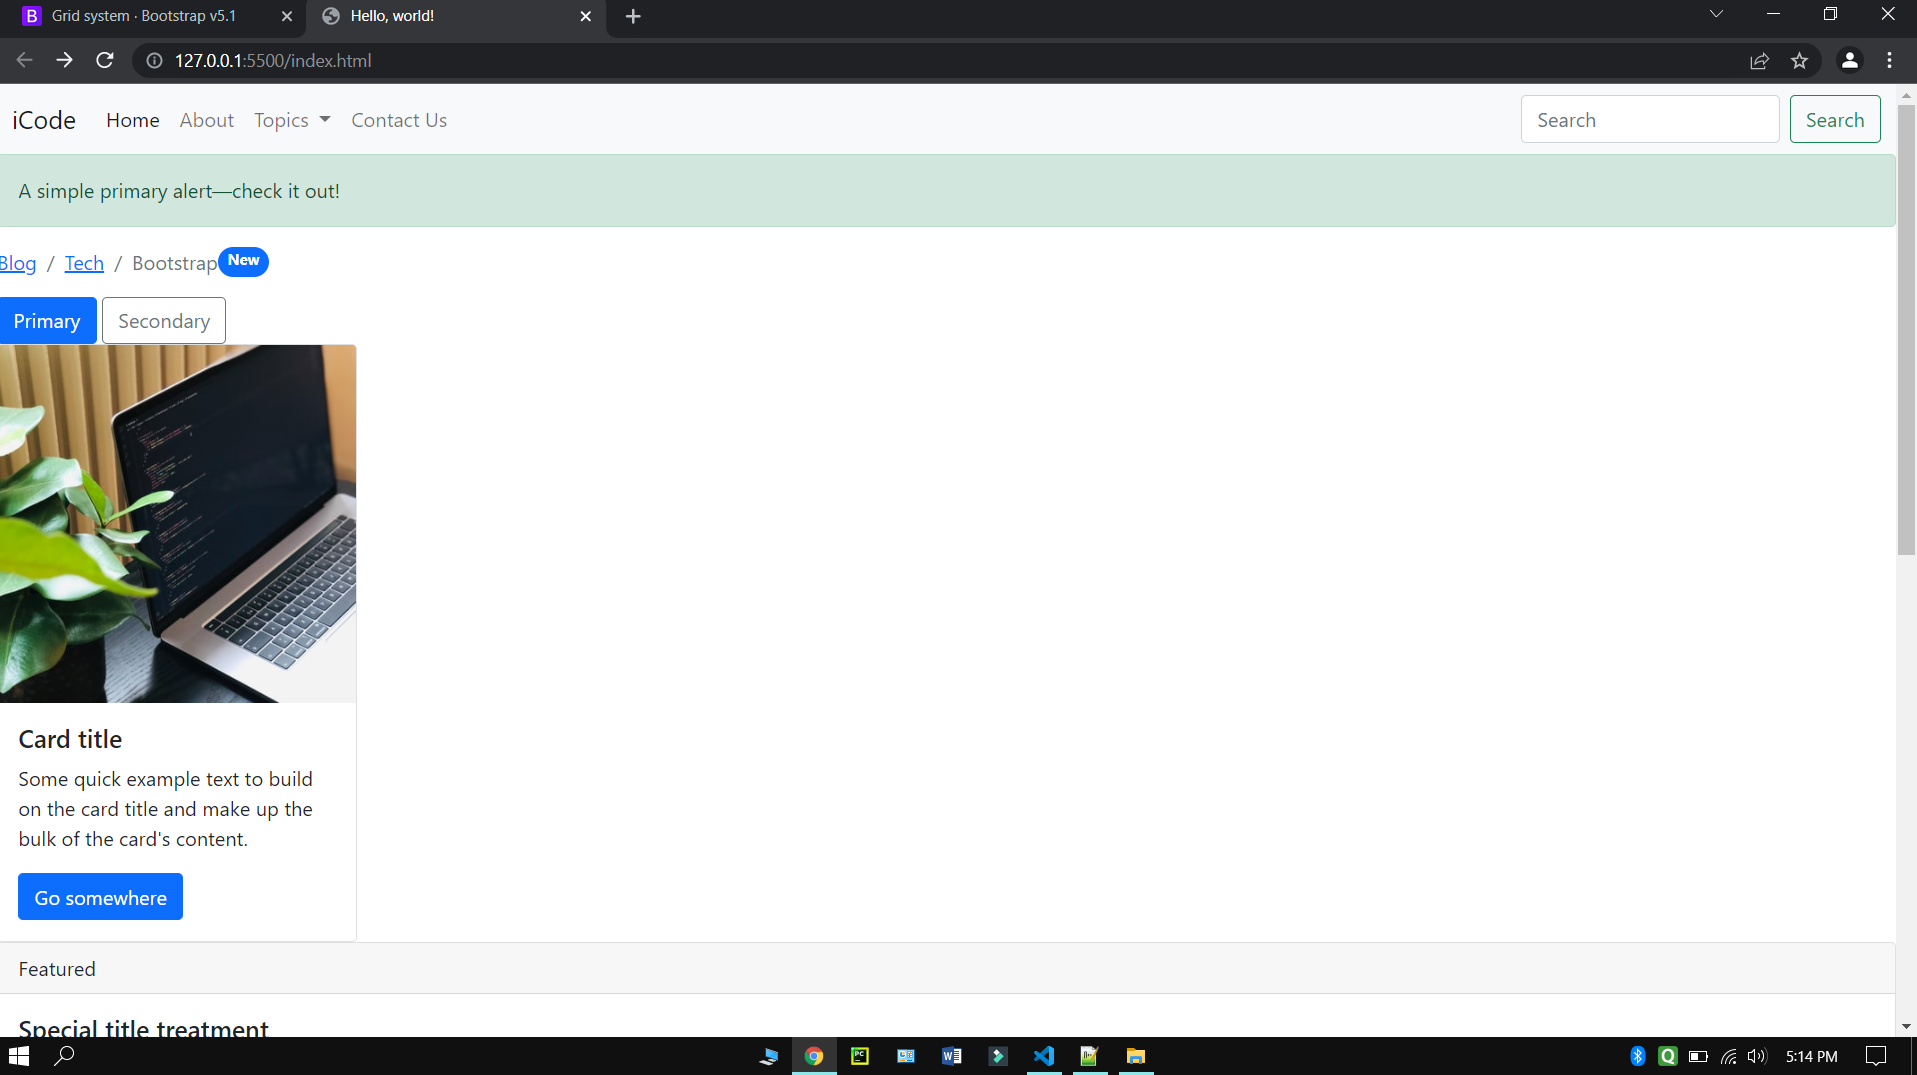 Grid system · Bootstrap v5.1
Hello, world!
127.0.0.1:5500/index.html
iCode Home About Topics Contact Us Search Search
A simple primary alert—check it out!
Blog / Tech / Bootstrap New
Primary Secondary
Card title
Some quick example text to build
on the card title and make up the
bulk of the card's content.
Go somewhere
Featured
Special title treatment
5:14 PM